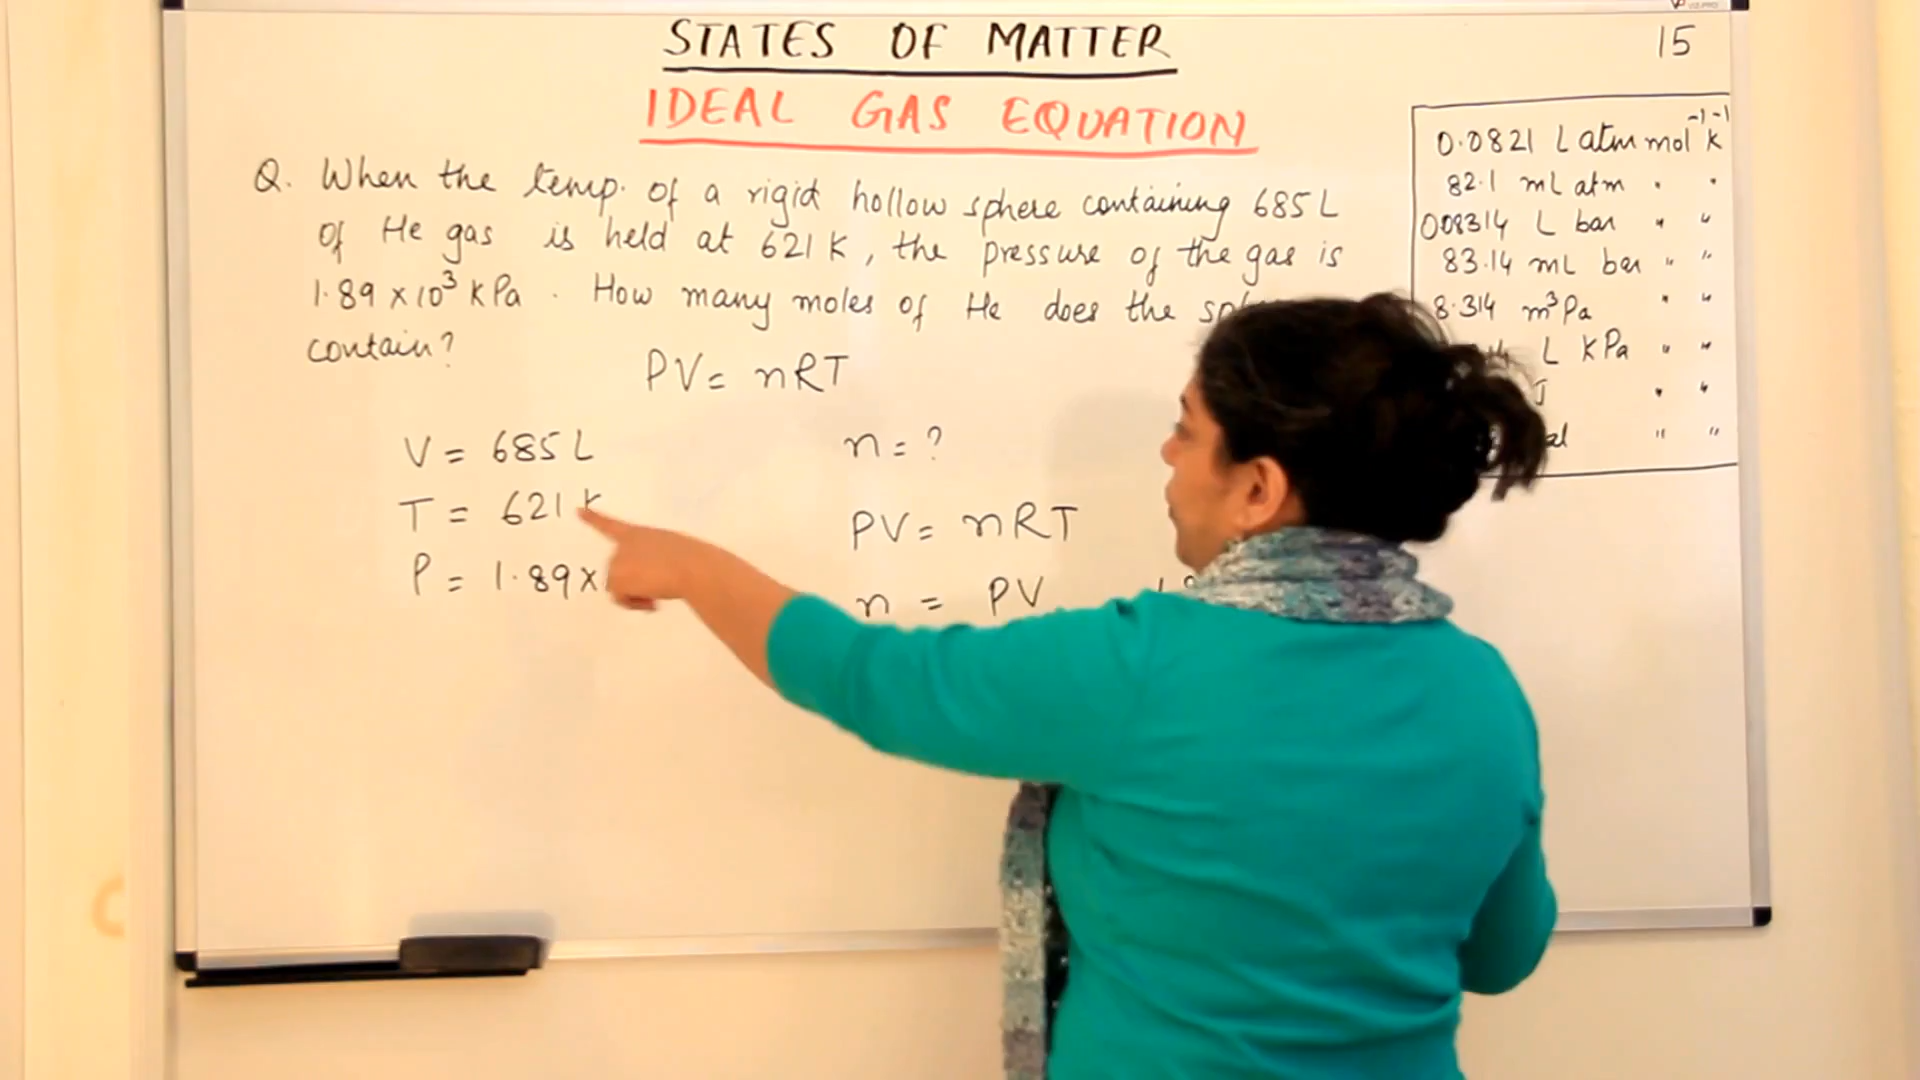 STATES OF MATTER
15
IDEAL GAS EQUATION
Q. When the temp. of a rigid hollow sphere containing 685 L
of He gas is held at 621 K, the pressure of the gas is
1.89 × 10³ KPa. How many moles of He does the
contain?
PV = nRT
V = 685 L
T = 621 K
P = 1.89 ×
n = ?
PV = nRT
n = PV
0.0821 L atm mol⁻¹ K⁻¹
82.1 mL atm " "
0.08314 L bar " "
83.14 mL bar " "
8.314 m³ Pa " "
L KPa " "
J " "
" "